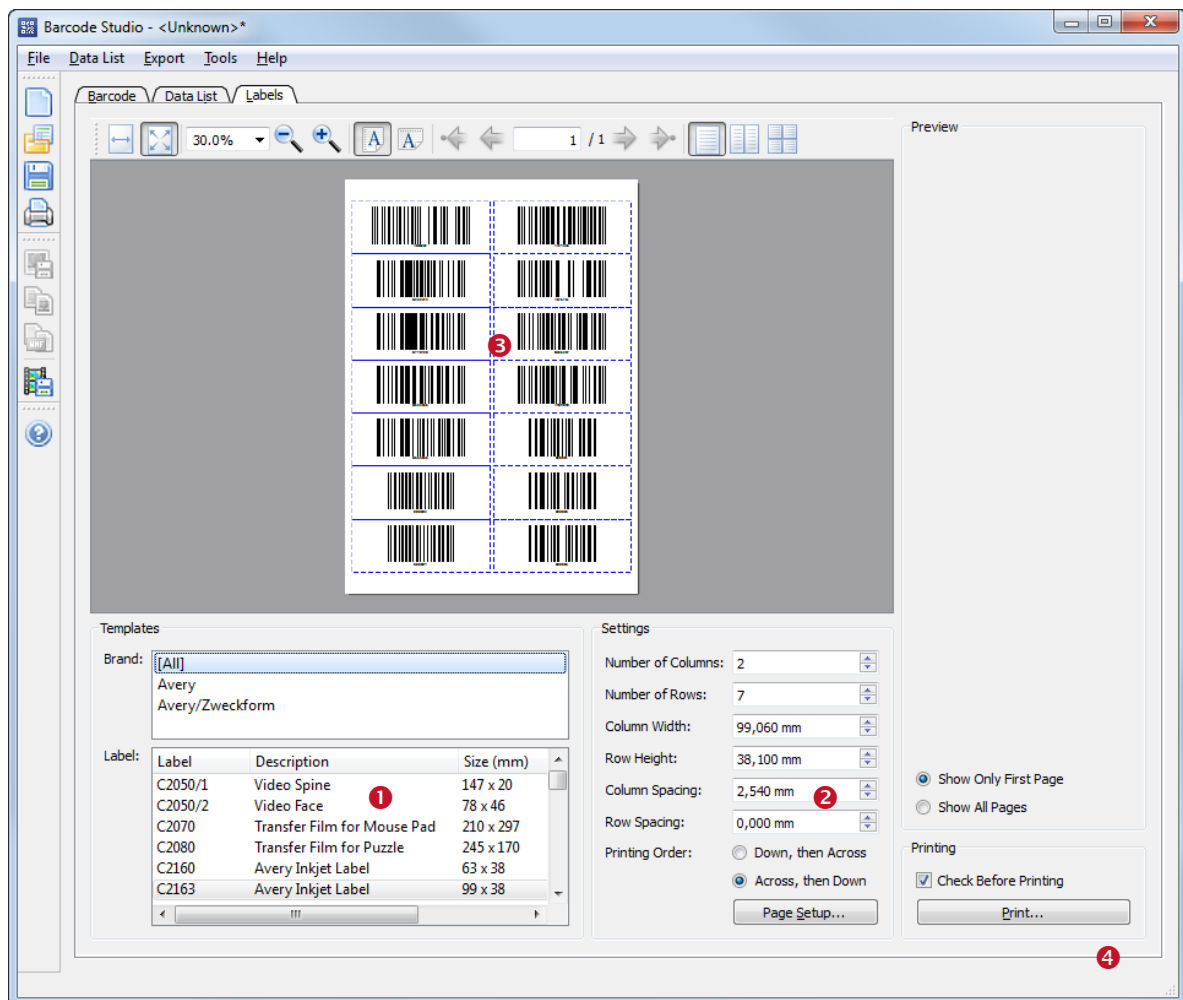 Barcode Studio - <Unknown>*
File Data List Export Tools Help
Barcode Data List Labels
30.0% A A 1 / 1
Preview
3
Templates
Brand: [All]
Avery
Avery/Zweckform
Label: Label Description Size (mm)
C2050/1 Video Spine 147 x 20
C2050/2 Video Face 78 x 46
C2070 Transfer Film for Mouse Pad 210 x 297
C2080 Transfer Film for Puzzle 245 x 170
C2160 Avery Inkjet Label 63 x 38
C2163 Avery Inkjet Label 99 x 38
1
Settings
Number of Columns: 2
Number of Rows: 7
Column Width: 99,060 mm
Row Height: 38,100 mm
Column Spacing: 2,540 mm
2
Row Spacing: 0,000 mm
Printing Order: Down, then Across
Across, then Down
Page Setup...
Show Only First Page
Show All Pages
Printing
Check Before Printing
Print...
4